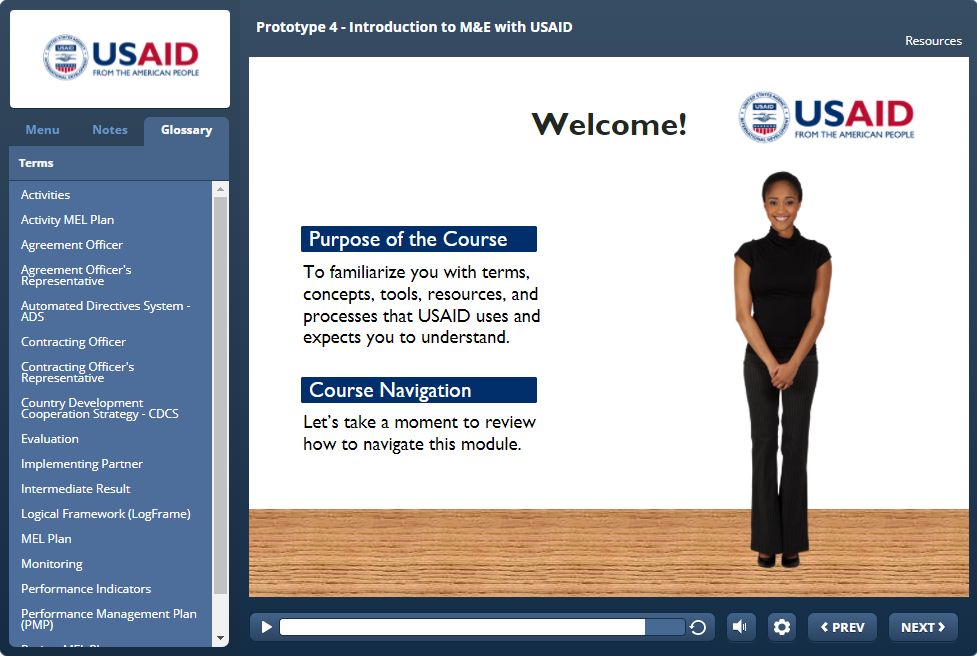 USAID
FROM THE AMERICAN PEOPLE
Prototype 4 - Introduction to M&E with USAID
Resources
Menu
Notes
Glossary
Terms
Activities
Activity MEL Plan
Agreement Officer
Agreement Officer's
Representative
Automated Directives System -
ADS
Contracting Officer
Contracting Officer's
Representative
Country Development
Cooperation Strategy - CDCS
Evaluation
Implementing Partner
Intermediate Result
Logical Framework (LogFrame)
MEL Plan
Monitoring
Performance Indicators
Performance Management Plan
(PMP)
Welcome!
USAID
FROM THE AMERICAN PEOPLE
Purpose of the Course
To familiarize you with terms,
concepts, tools, resources, and
processes that USAID uses and
expects you to understand.
Course Navigation
Let's take a moment to review
how to navigate this module.
PREV
NEXT